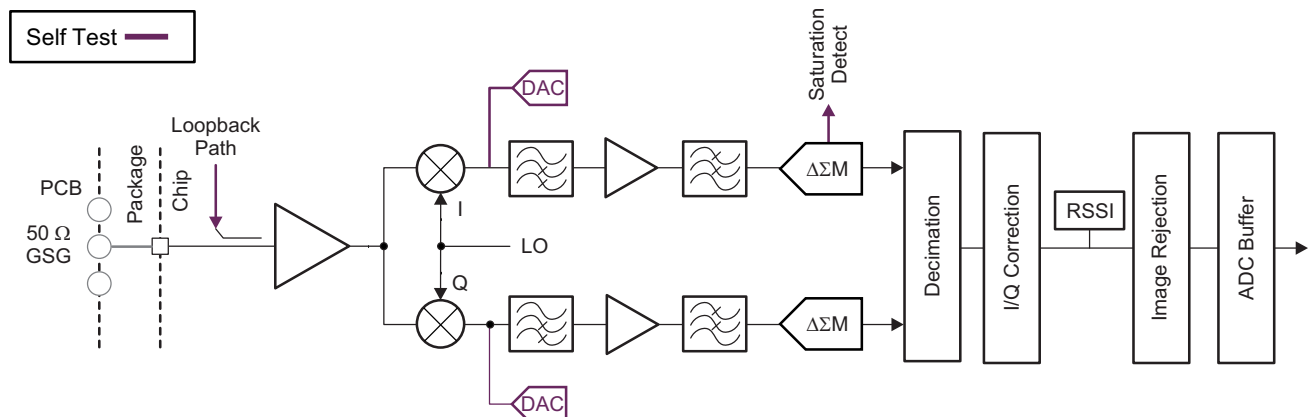 Self Test
DAC
Saturation
Detect
Loopback
Path
PCB
Package
Chip
50 Ω
GSG
I
LO
Q
ΔΣM
ΔΣM
DAC
Decimation
I/Q Correction
RSSI
Image Rejection
ADC Buffer